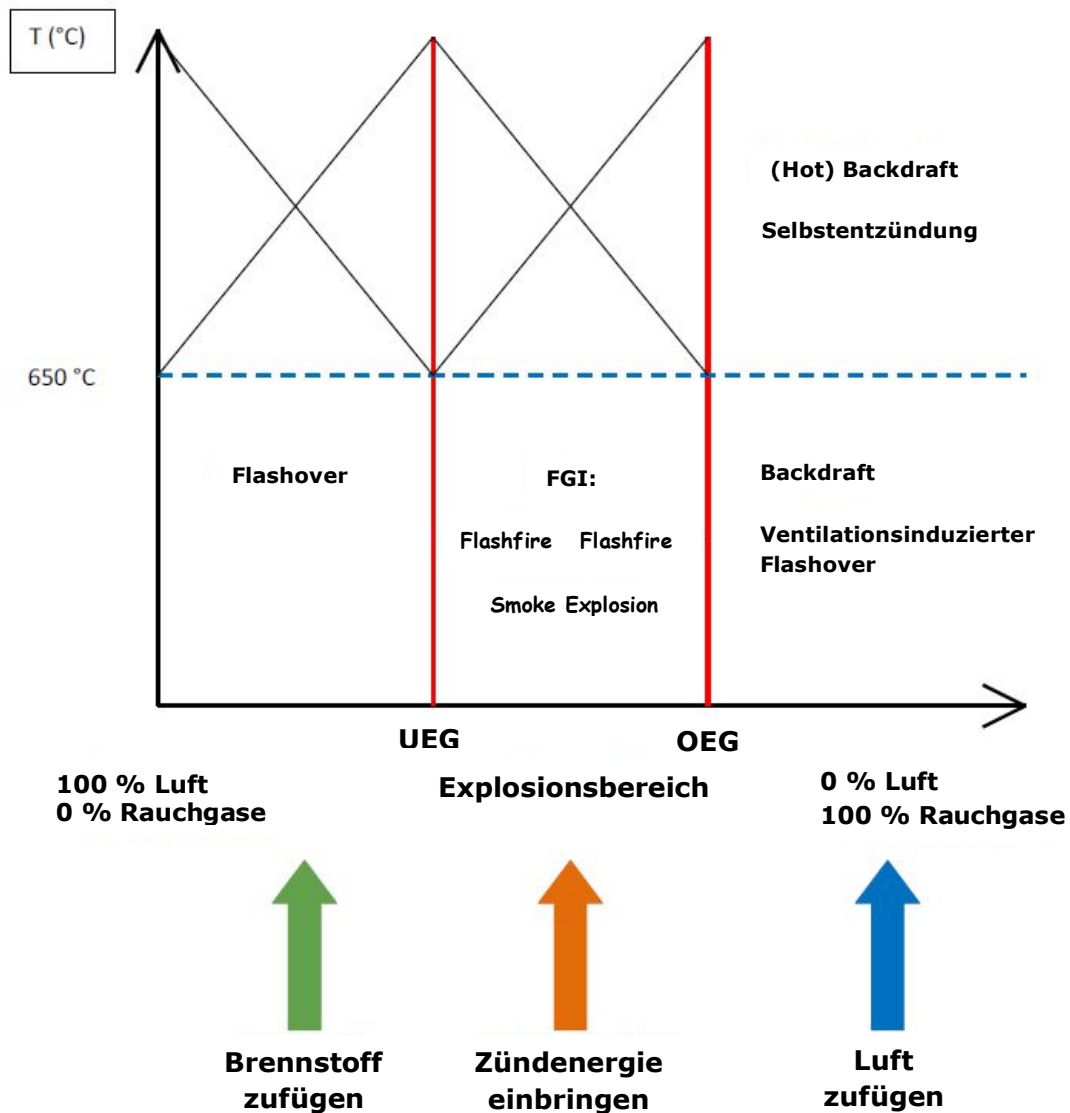 T (°C)
(Hot) Backdraft
Selbstentzündung
650 °C
Flashover
FGI:
Flashfire Flashfire
Smoke Explosion
Backdraft
Ventilationsinduzierter
Flashover
UEG
OEG
Explosionsbereich
100 % Luft
0 % Rauchgase
0 % Luft
100 % Rauchgase
Brennstoff
zufügen
Zündenergie
einbringen
Luft
zufügen